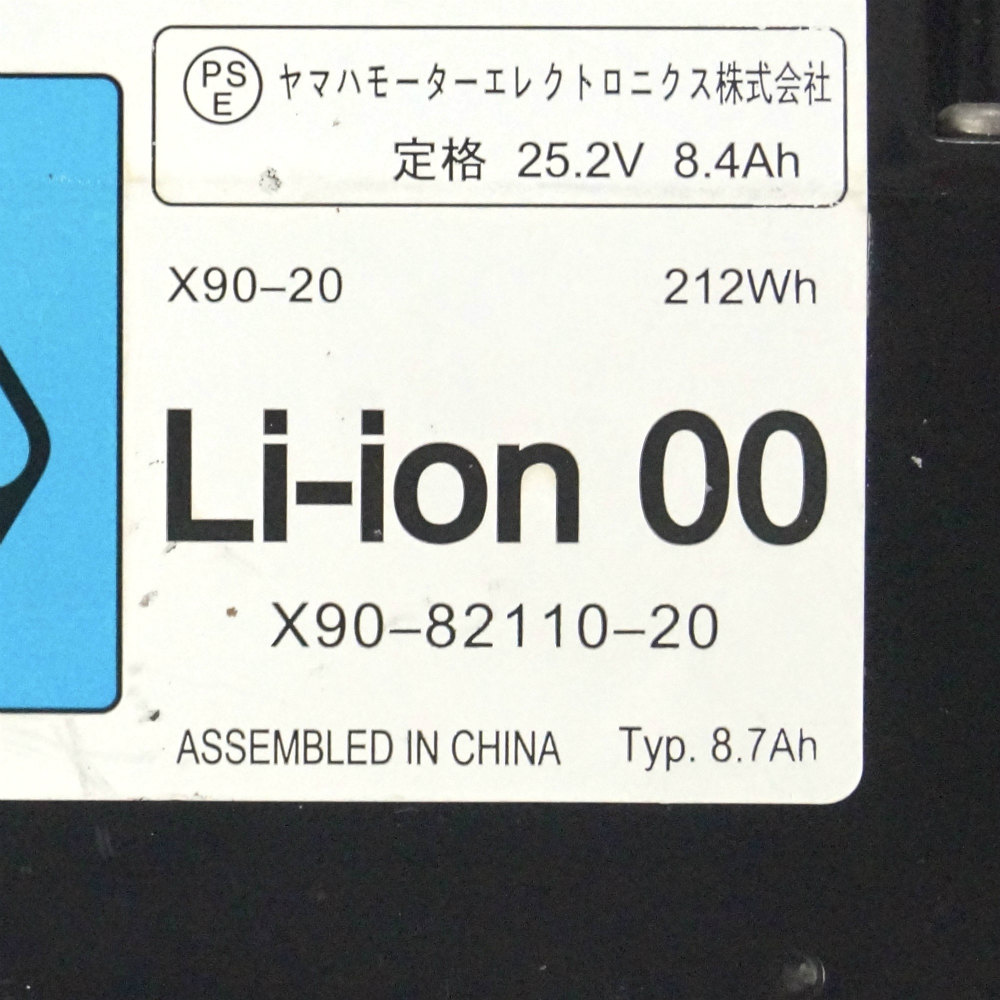 PSE ヤマハモーターエレクトロニクス株式会社
定格 25.2V 8.4Ah
X90-20 212Wh
Li-ion 00
X90-82110-20
ASSEMBLED IN CHINA Typ. 8.7Ah